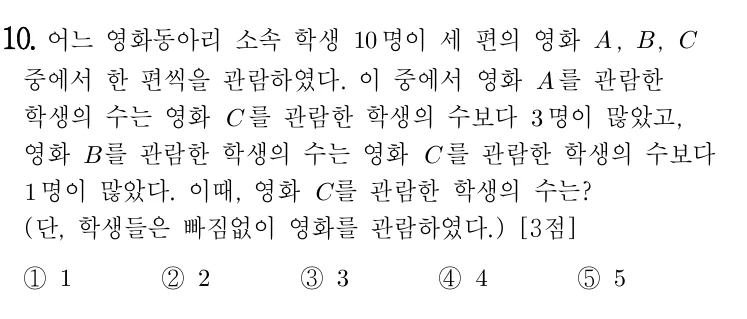 10. 어느 영화동아리 소속 학생 10명이 세 편의 영화 A, B, C
중에서 한 편씩을 관람하였다. 이 중에서 영화 A를 관람한
학생의 수는 영화 C를 관람한 학생의 수보다 3명이 많았고,
영화 B를 관람한 학생의 수는 영화 C를 관람한 학생의 수보다
1명이 많았다. 이때, 영화 C를 관람한 학생의 수는?
(단, 학생들은 빠짐없이 영화를 관람하였다.) [3점]
① 1 ② 2 ③ 3 ④ 4 ⑤ 5